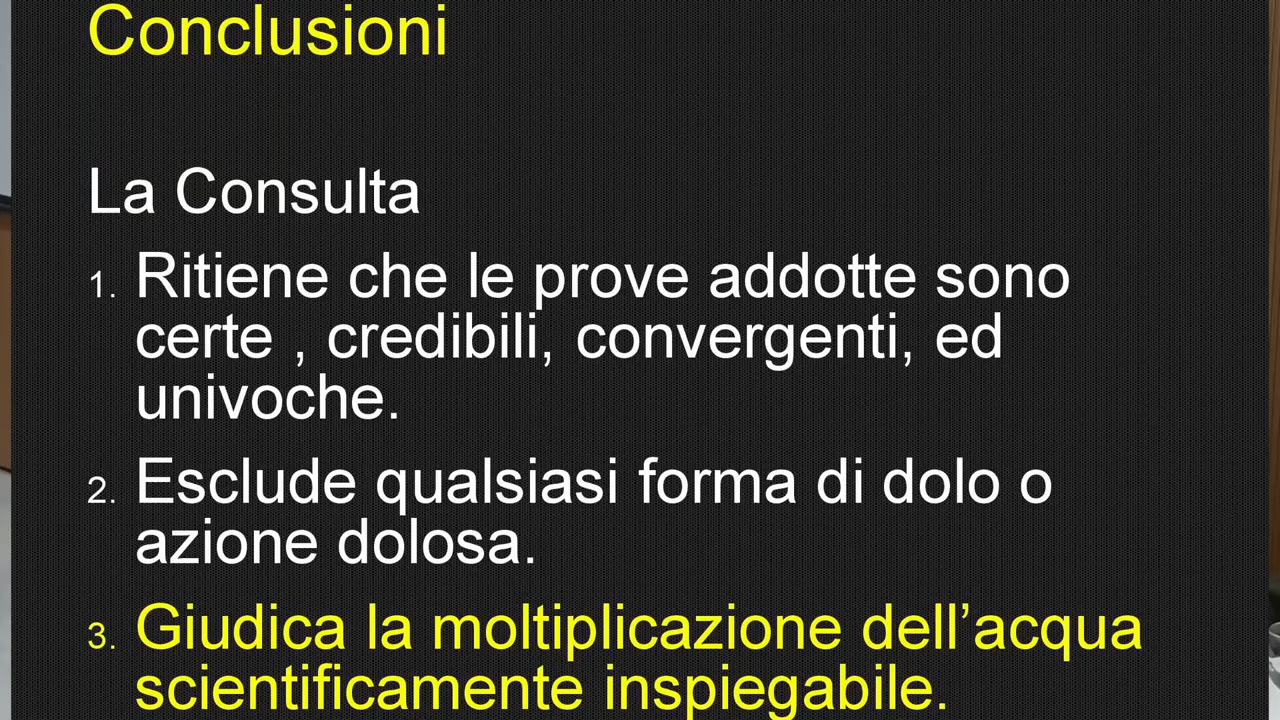 Conclusioni
La Consulta
1. Ritiene che le prove addotte sono
certe , credibili, convergenti, ed
univoche.
2. Esclude qualsiasi forma di dolo o
azione dolosa.
3. Giudica la moltiplicazione dell’acqua
scientificamente inspiegabile.